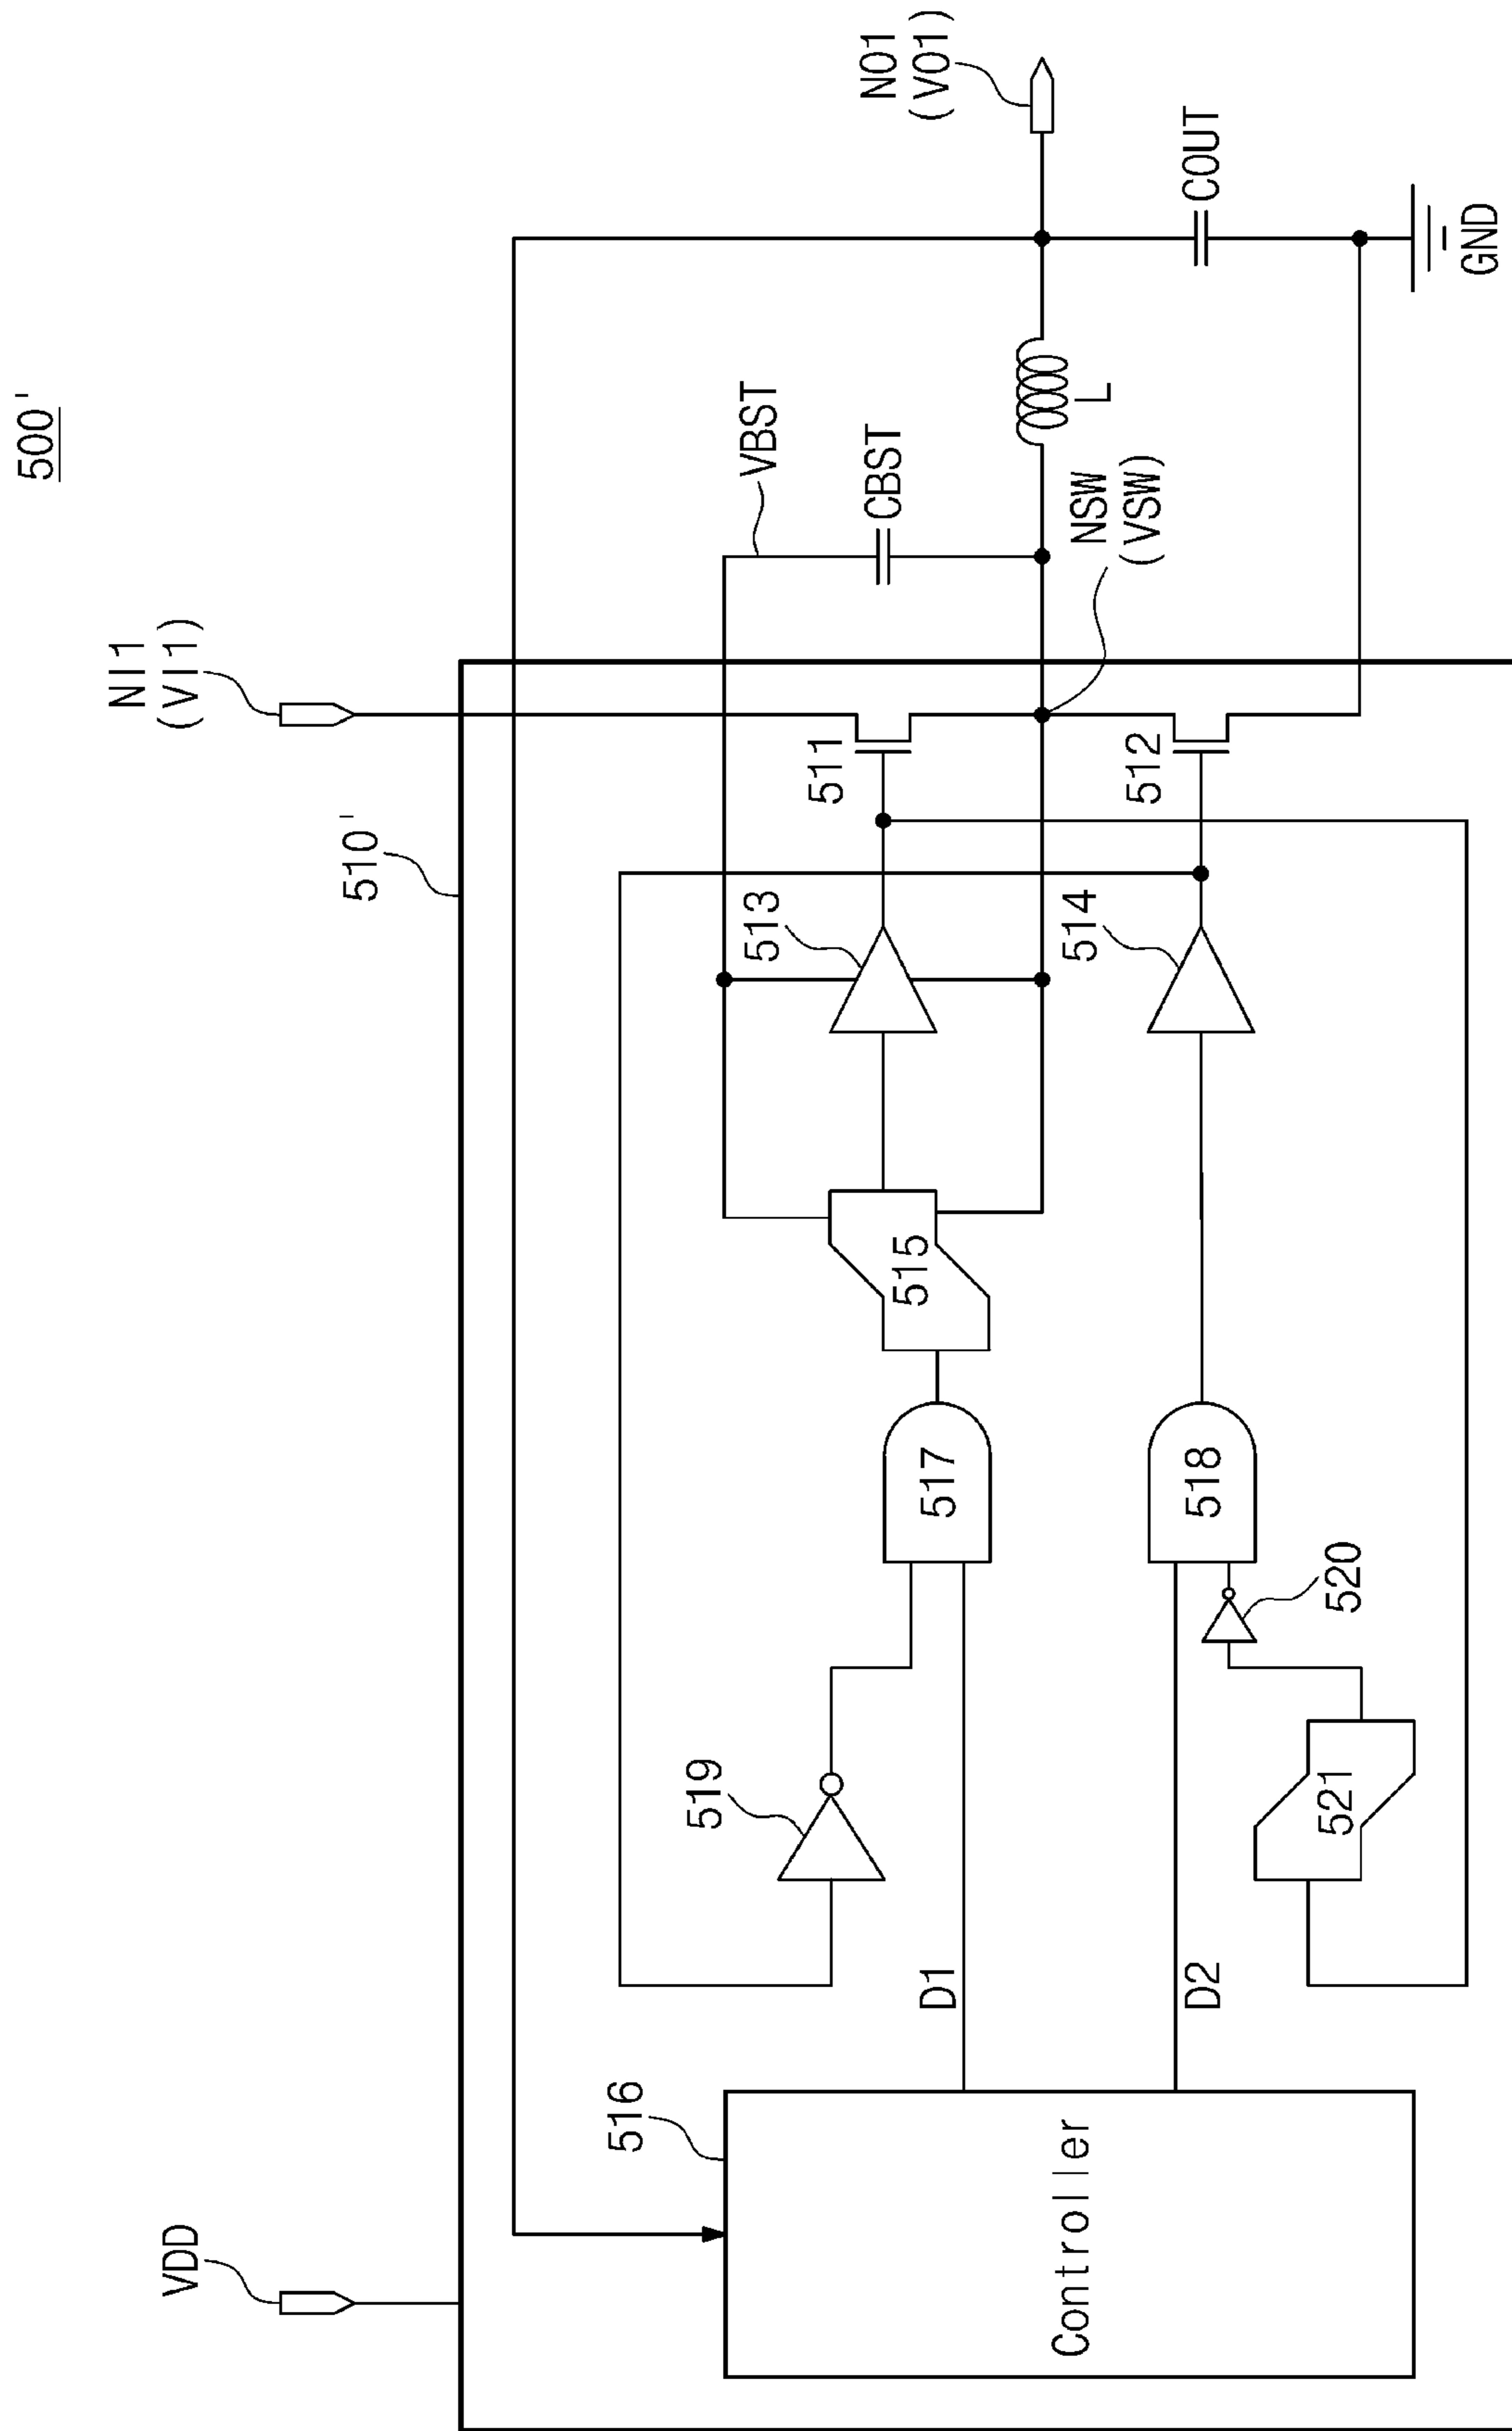 500'
VDD
510'
NI1
(VI1)
NO1
(VO1)
516
519
513
511
VBST
CBST
D1
517
515
NSW
(VSW)
L
COUT
Controller
D2
518
514
512
521
520
GND